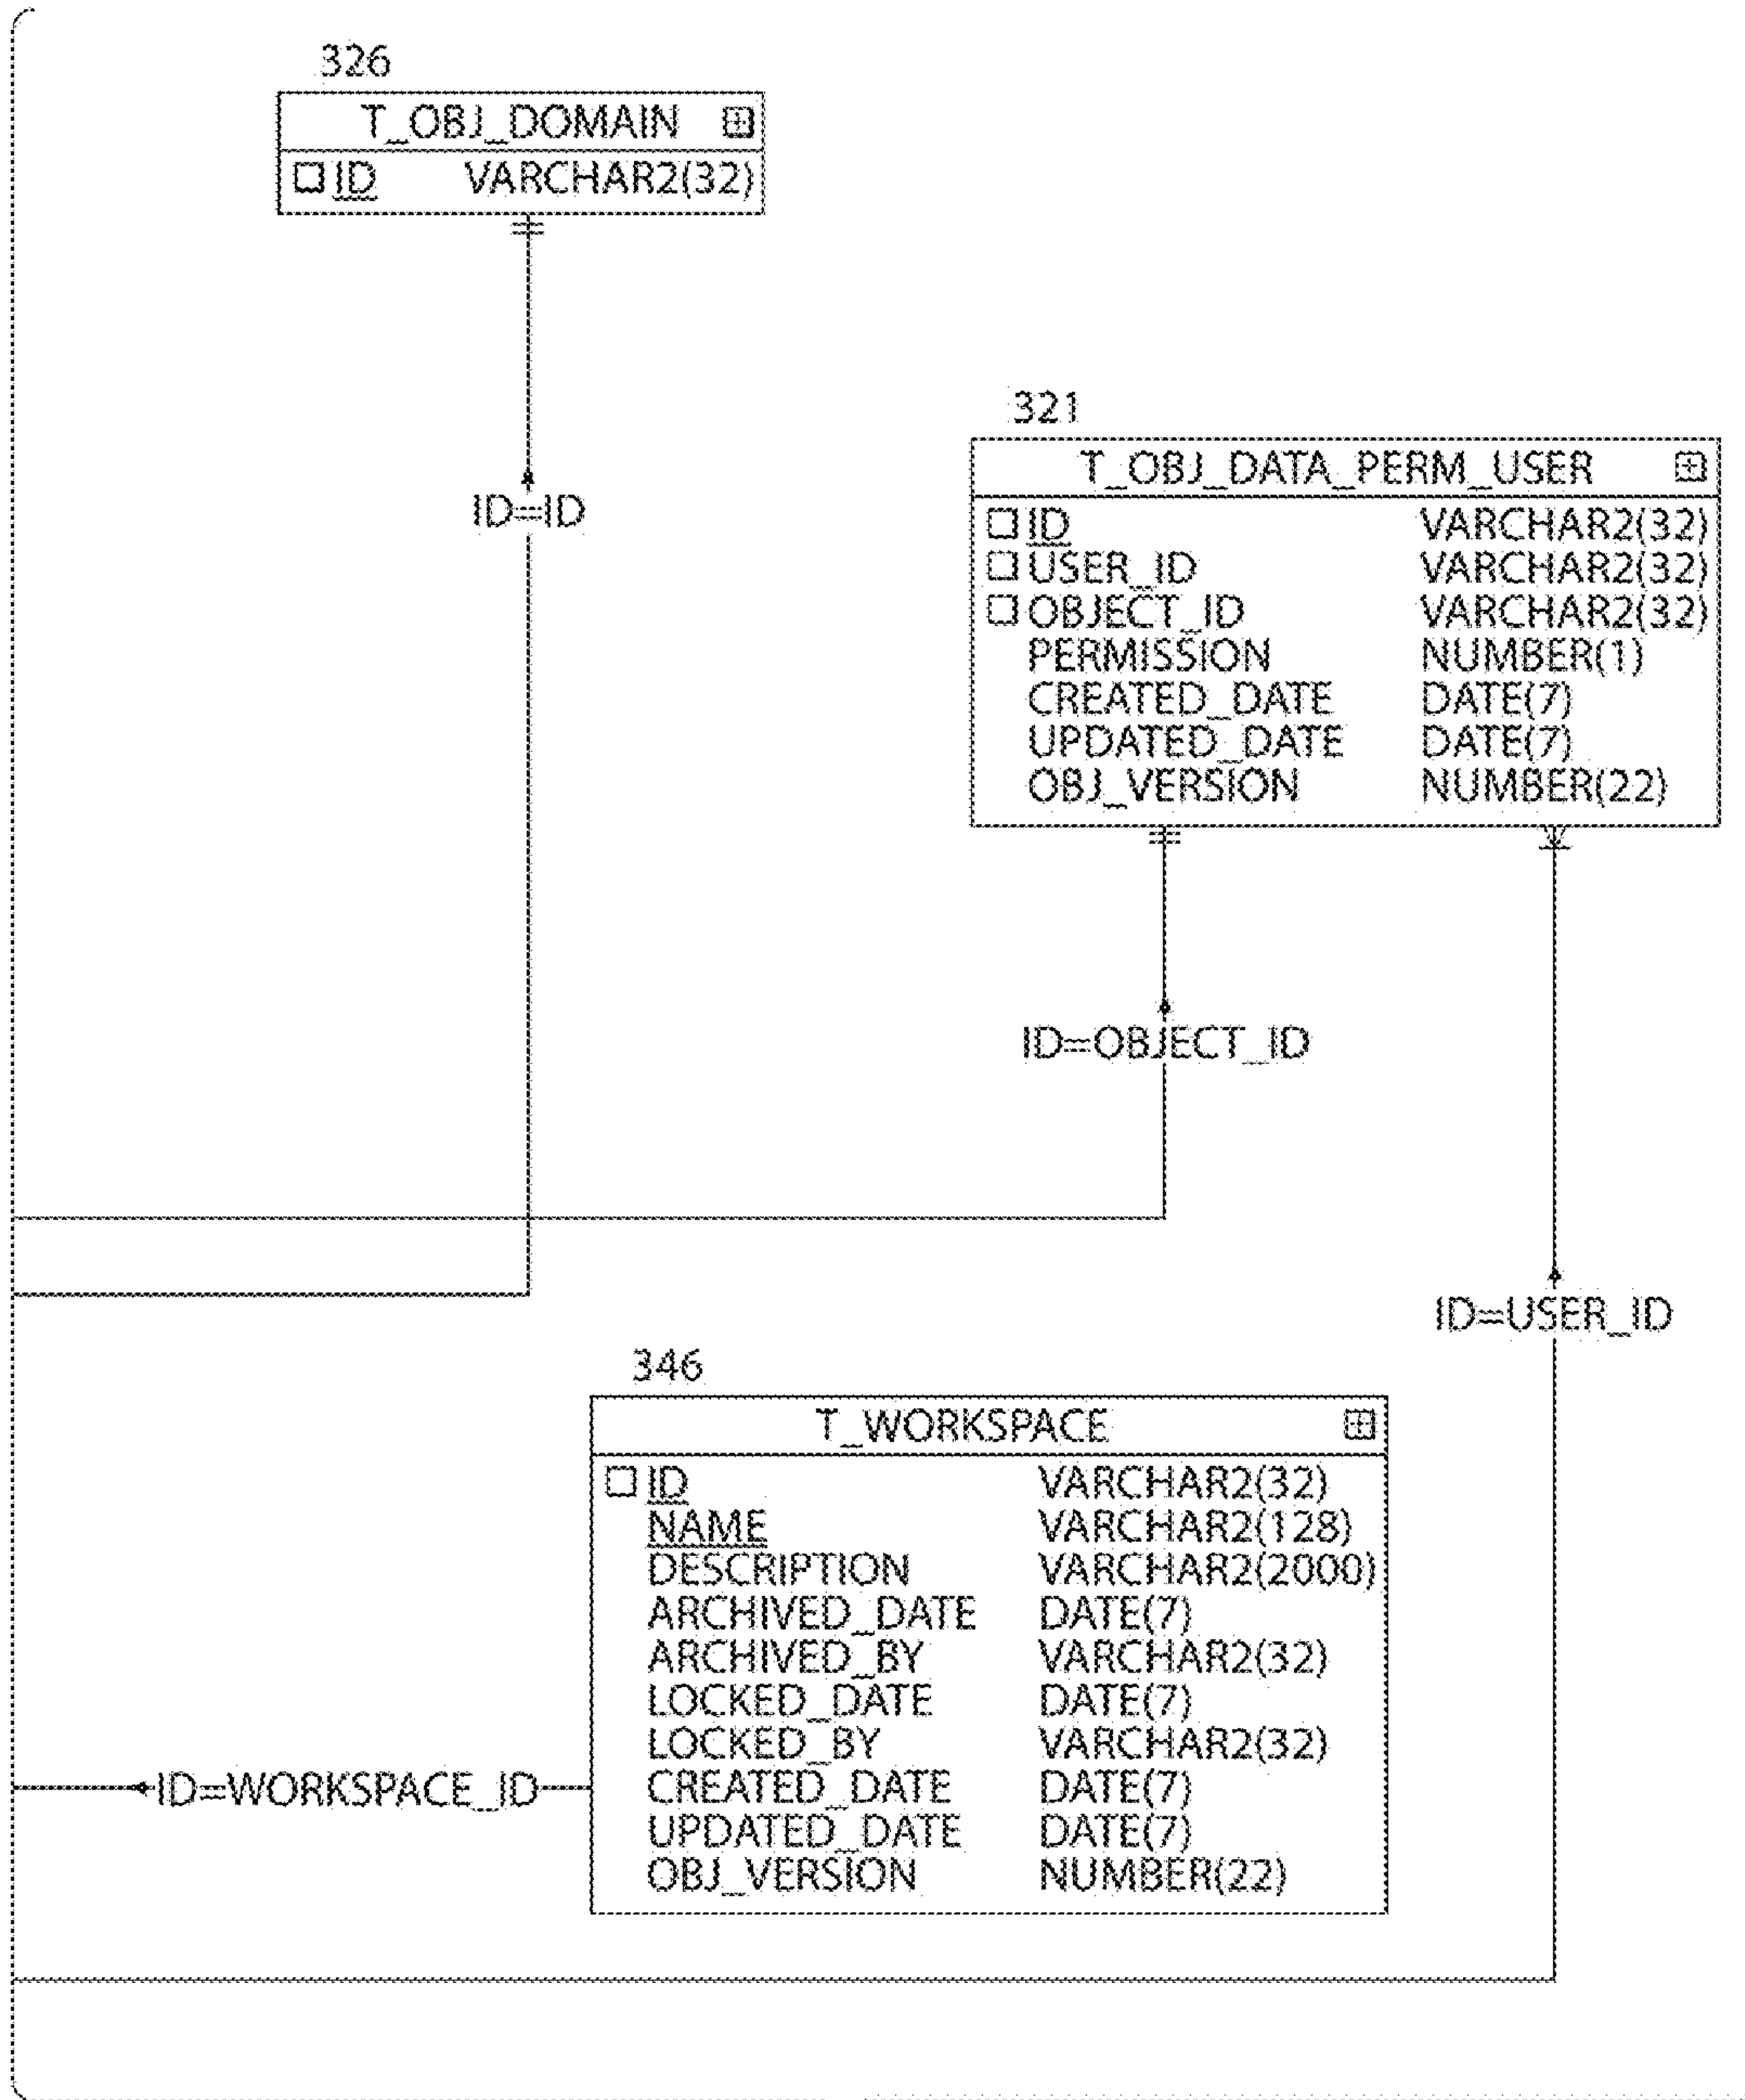 326
T_OBJ_DOMAIN
ID VARCHAR2(32)
ID=ID
321
T_OBJ_DATA_PERM_USER
ID VARCHAR2(32)
USER_ID VARCHAR2(32)
OBJECT_ID VARCHAR2(32)
PERMISSION NUMBER(1)
CREATED_DATE DATE(7)
UPDATED_DATE DATE(7)
OBJ_VERSION NUMBER(22)
ID=OBJECT_ID
ID=USER_ID
346
T_WORKSPACE
ID VARCHAR2(32)
NAME VARCHAR2(128)
DESCRIPTION VARCHAR2(2000)
ARCHIVED_DATE DATE(7)
ARCHIVED_BY VARCHAR2(32)
LOCKED_DATE DATE(7)
LOCKED_BY VARCHAR2(32)
CREATED_DATE DATE(7)
UPDATED_DATE DATE(7)
OBJ_VERSION NUMBER(22)
ID=WORKSPACE_ID